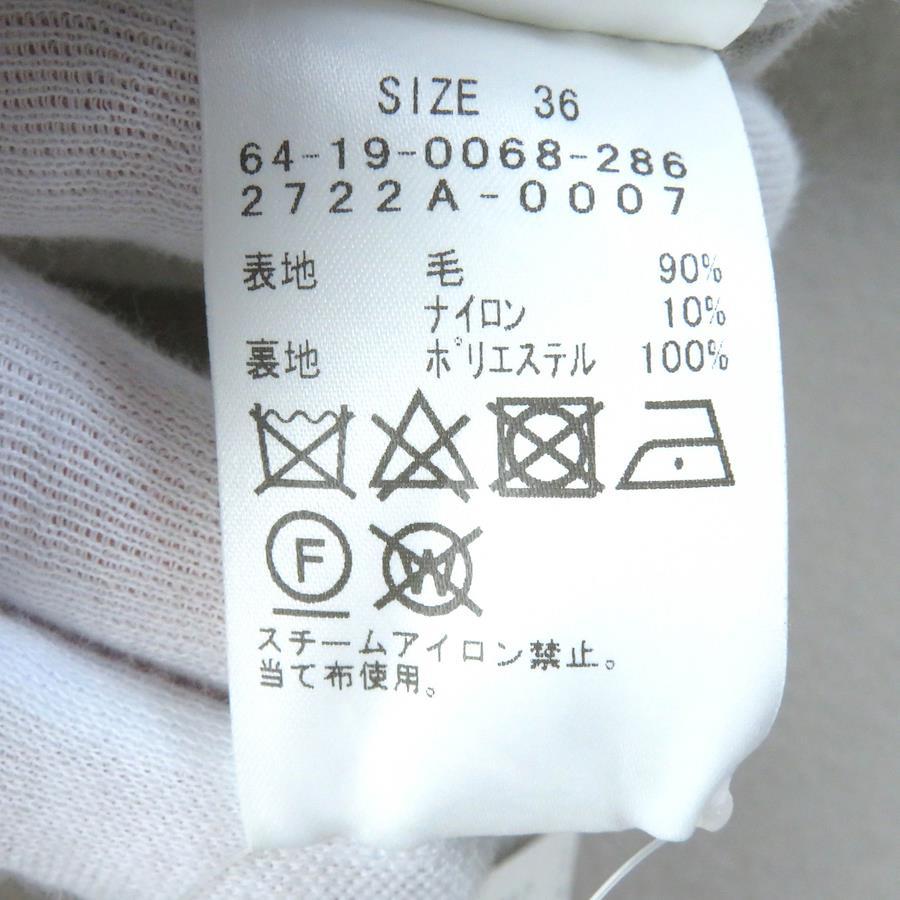 SIZE 36
64-19-0068-286
2722A-0007
表地 毛 90%
ナイロン 10%
裏地 ポリエステル 100%
F W
スチームアイロン禁止。
当て布使用。